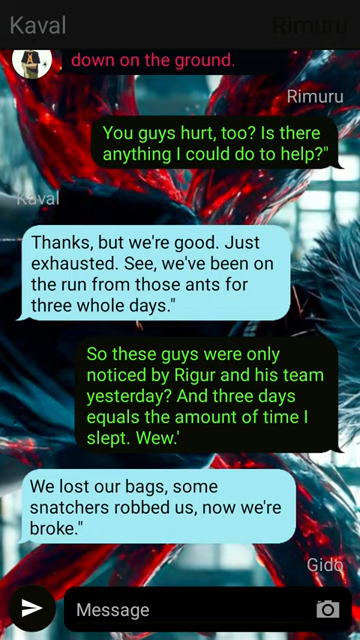 Kaval
Rimuru
down on the ground.
Rimuru
You guys hurt, too? Is there
anything I could do to help?"
Kaval
Thanks, but we're good. Just
exhausted. See, we've been on
the run from those ants for
three whole days."
So these guys were only
noticed by Rigur and his team
yesterday? And three days
equals the amount of time I
slept. Wew.'
We lost our bags, some
snatchers robbed us, now we're
broke."
Gido
Message